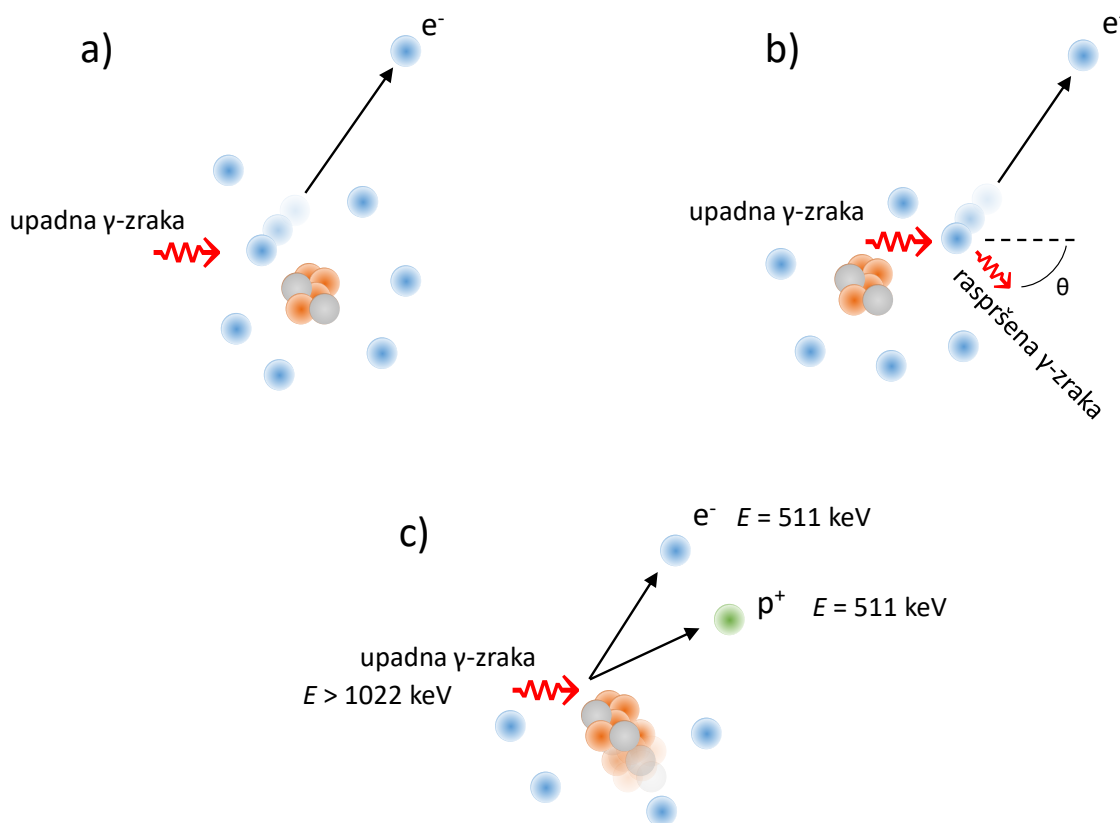 a)
e⁻
upadna γ-zraka
b)
e⁻
upadna γ-zraka
θ
raspršena γ-zraka
c)
e⁻ E = 511 keV
p⁺ E = 511 keV
upadna γ-zraka
E > 1022 keV